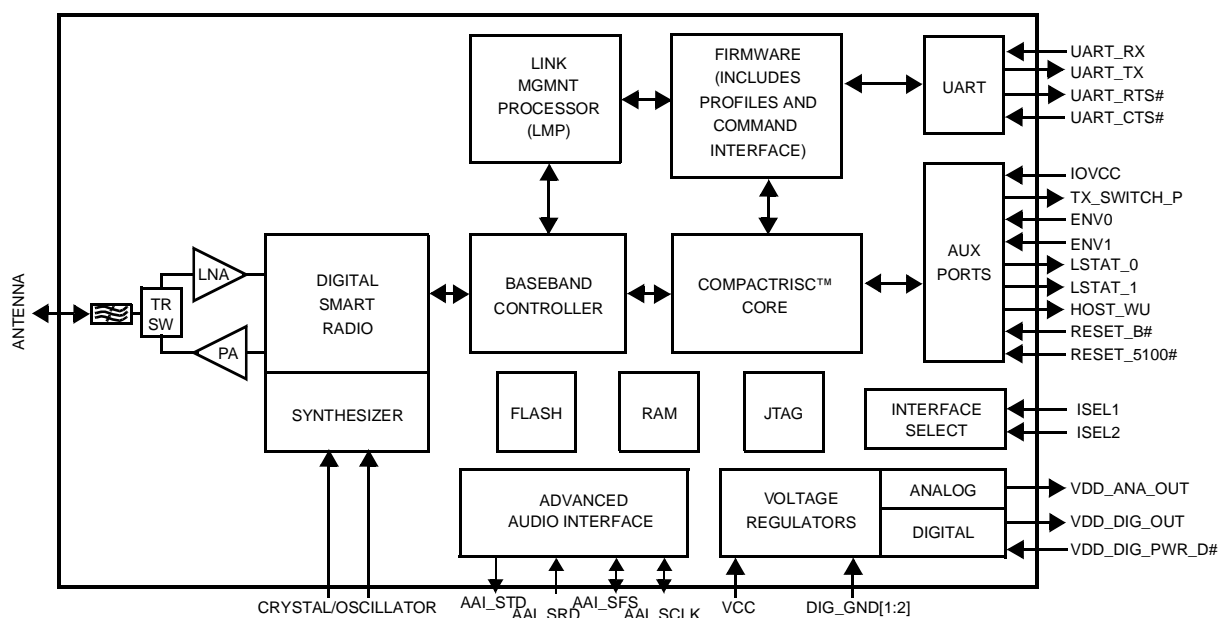 LINK
MGMNT
PROCESSOR
(LMP)
FIRMWARE
(INCLUDES
PROFILES AND
COMMAND
INTERFACE)
UART
UART_RX
UART_TX
UART_RTS#
UART_CTS#
AUX
PORTS
IOVCC
TX_SWITCH_P
ENV0
ENV1
LSTAT_0
LSTAT_1
HOST_WU
RESET_B#
RESET_5100#
ANTENNA
TR
SW
LNA
PA
DIGITAL
SMART
RADIO
SYNTHESIZER
BASEBAND
CONTROLLER
COMPACTRISC™
CORE
FLASH
RAM
JTAG
INTERFACE
SELECT
ISEL1
ISEL2
ADVANCED
AUDIO INTERFACE
VOLTAGE
REGULATORS
ANALOG
DIGITAL
VDD_ANA_OUT
VDD_DIG_OUT
VDD_DIG_PWR_D#
CRYSTAL/OSCILLATOR
AAI_STD
AAI_SRD
AAI_SFS
AAI_SCLK
VCC
DIG_GND[1:2]